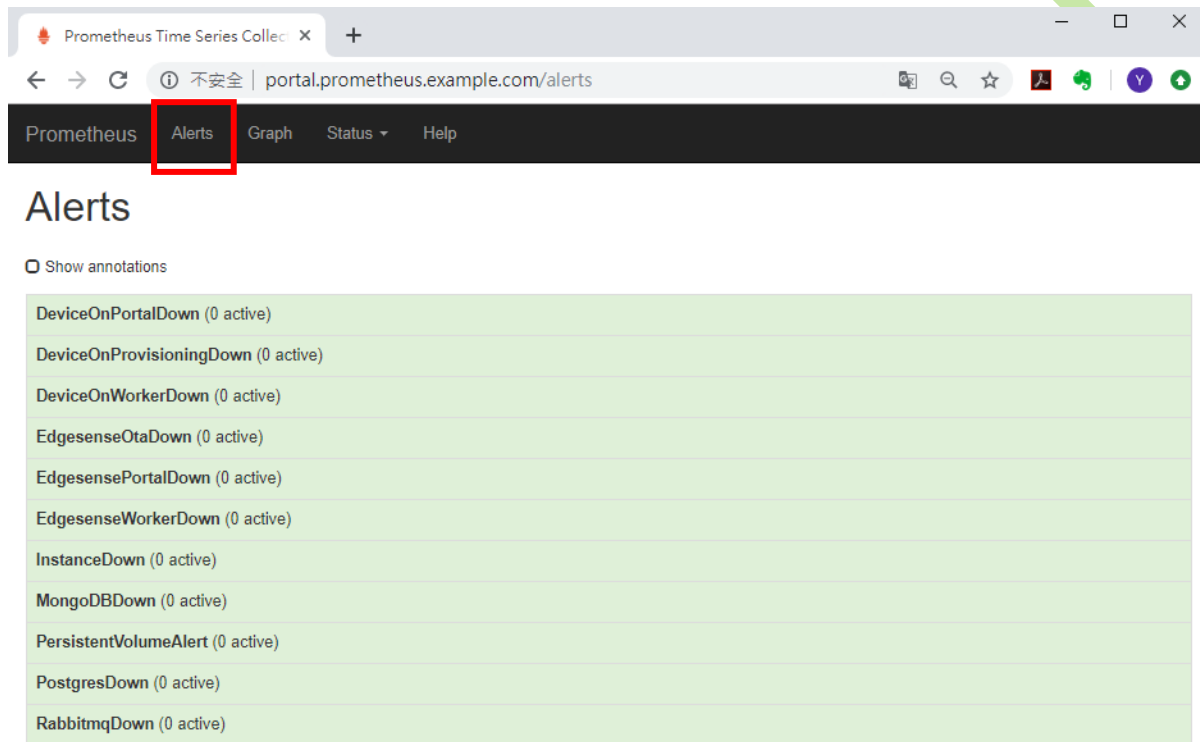 Prometheus Time Series Collect
不安全 | portal.prometheus.example.com/alerts
Y
Prometheus Alerts Graph Status Help
Alerts
Show annotations
DeviceOnPortalDown (0 active)
DeviceOnProvisioningDown (0 active)
DeviceOnWorkerDown (0 active)
EdgesenseOtaDown (0 active)
EdgesensePortalDown (0 active)
EdgesenseWorkerDown (0 active)
InstanceDown (0 active)
MongoDBDown (0 active)
PersistentVolumeAlert (0 active)
PostgresDown (0 active)
RabbitmqDown (0 active)